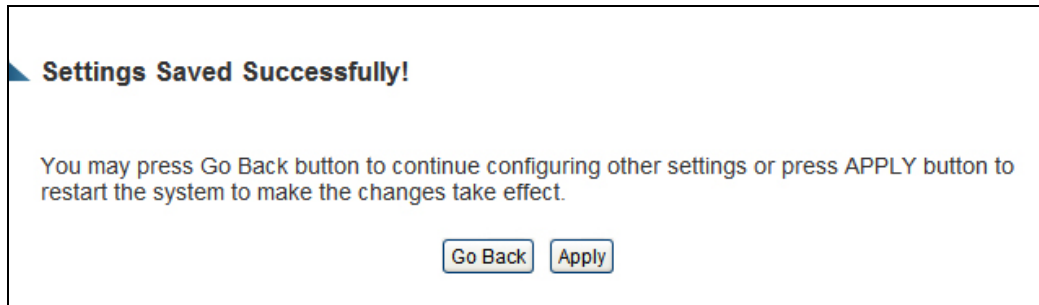 Settings Saved Successfully!
You may press Go Back button to continue configuring other settings or press APPLY button to
restart the system to make the changes take effect.
Go Back Apply